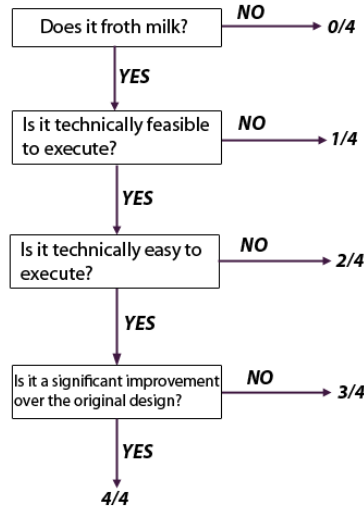 Does it froth milk?
NO
0/4
YES
Is it technically feasible
to execute?
NO
1/4
YES
Is it technically easy to
execute?
NO
2/4
YES
Is it a significant improvement
over the original design?
NO
3/4
YES
4/4